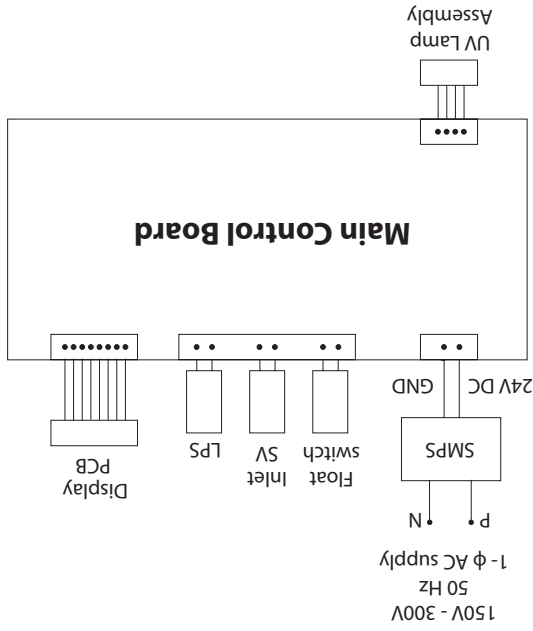 150V - 300V
50 Hz
1- ф AC supply
P
N
SMPS
24V DC
GND
Float
switch
Inlet
SV
LPS
Display
PCB
Main Control Board
UV Lamp
Assembly